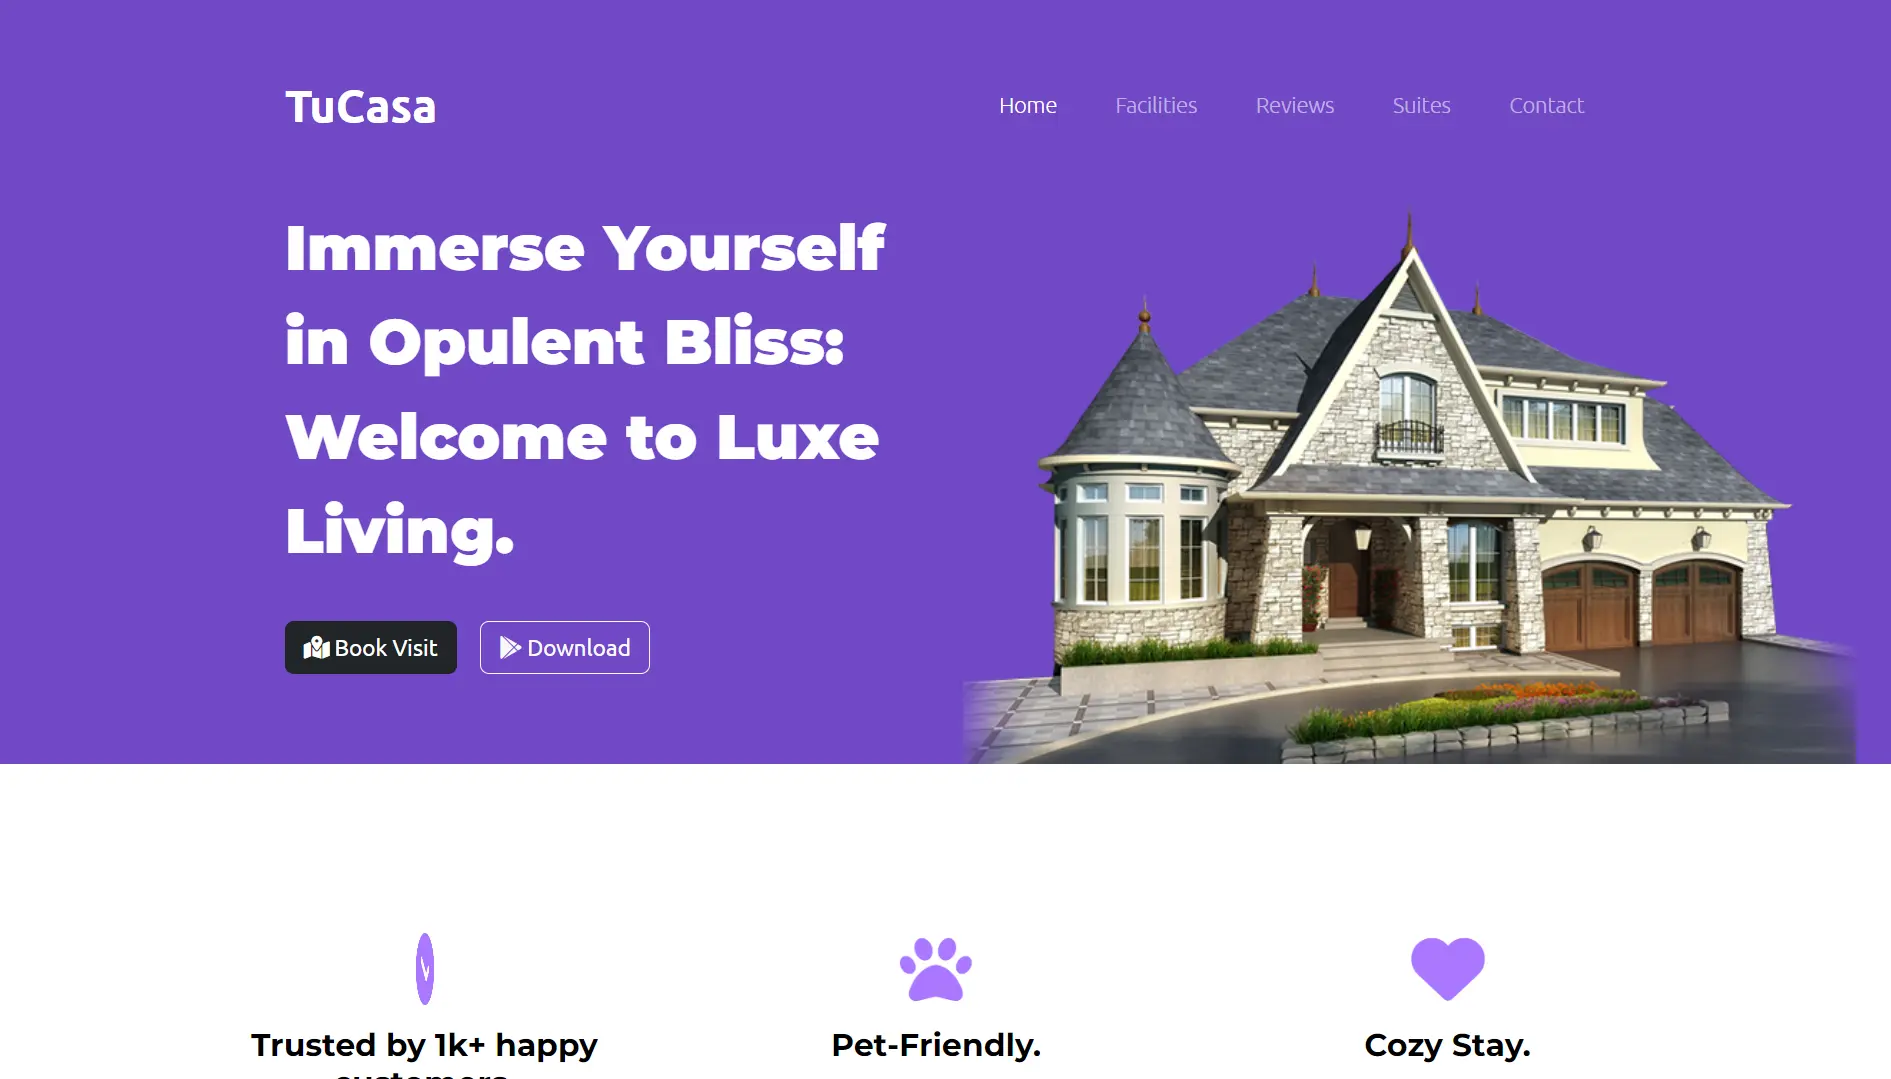 TuCasa
Home
Facilities
Reviews
Suites
Contact
Immerse Yourself
in Opulent Bliss:
Welcome to Luxe
Living.
Book Visit
Download
Trusted by 1k+ happy
Pet-Friendly.
Cozy Stay.